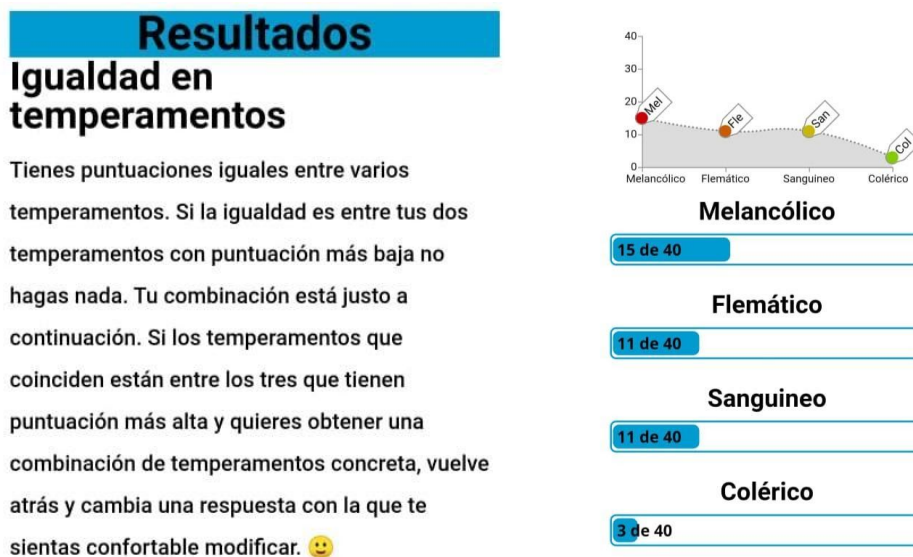 Resultados
Igualdad en
temperamentos
Tienes puntuaciones iguales entre varios
temperamentos. Si la igualdad es entre tus dos
temperamentos con puntuación más baja no
hagas nada. Tu combinación está justo a
continuación. Si los temperamentos que
coinciden están entre los tres que tienen
puntuación más alta y quieres obtener una
combinación de temperamentos concreta, vuelve
atrás y cambia una respuesta con la que te
sientas confortable modificar. 🙂
40
30
20
10
0
Mel
Fle
San
Col
Melancólico Flemático Sanguineo Colérico
Melancólico
15 de 40
Flemático
11 de 40
Sanguineo
11 de 40
Colérico
3 de 40